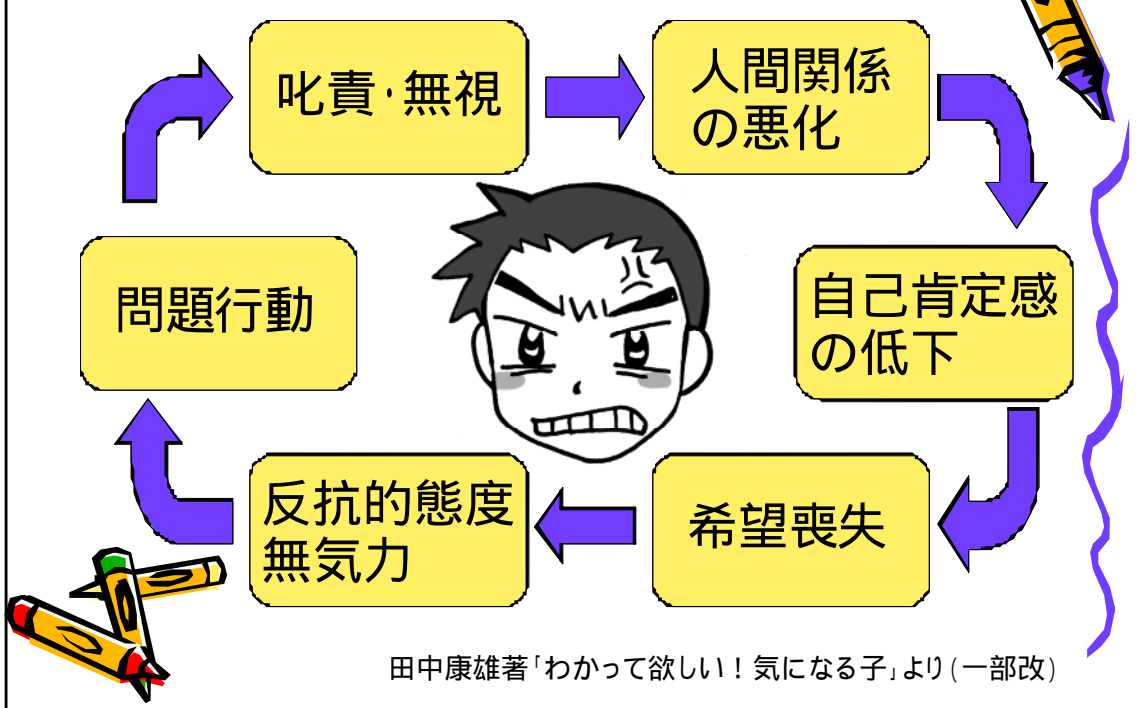 叱責･無視
人間関係
の悪化
自己肯定感
の低下
希望喪失
反抗的態度
無気力
問題行動
田中康雄著｢わかって欲しい！気になる子｣より(一部改)